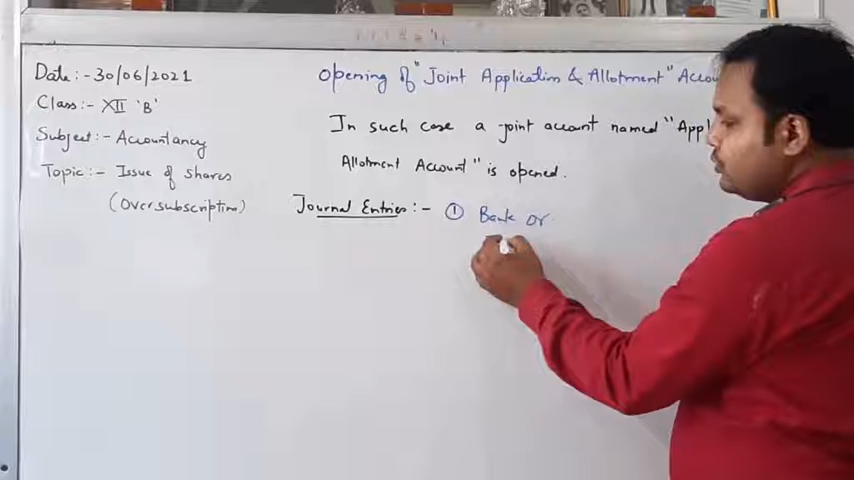 Date:- 30/06/2021
Class:- XII 'B'
Subject:- Accountancy
Topic:- Issue of shares
(Oversubscription)
Opening of "Joint Application & Allotment" Accou
In such case a joint account named "Appl
Allotment Account" is opened.
Journal Entries:- ① Bank Dr